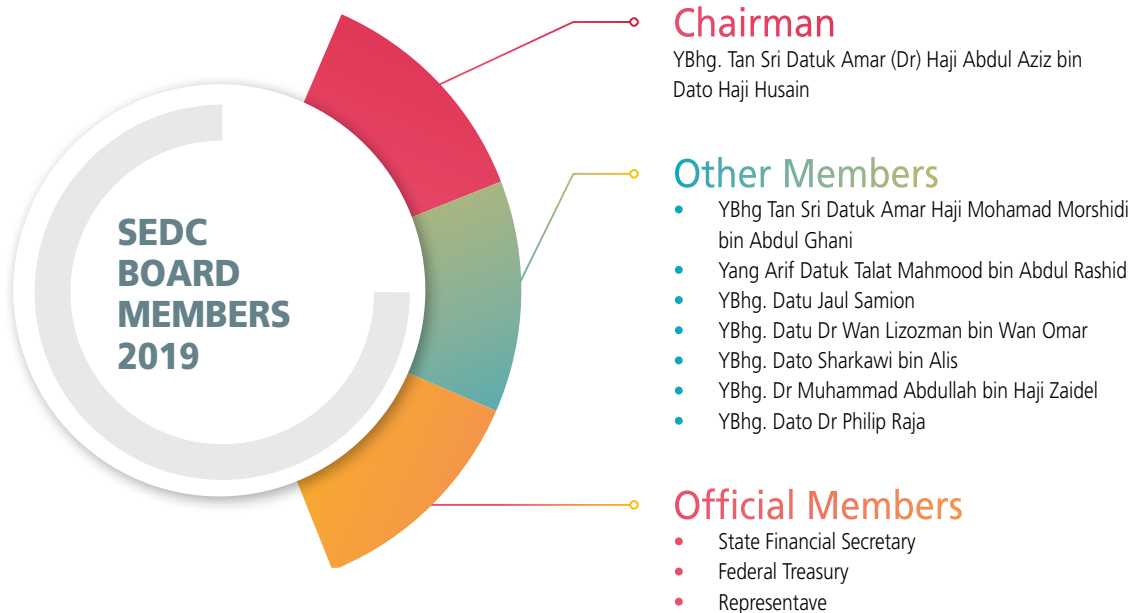 SEDC
BOARD
MEMBERS
2019
Chairman
YBhg. Tan Sri Datuk Amar (Dr) Haji Abdul Aziz bin
Dato Haji Husain
Other Members
• YBhg Tan Sri Datuk Amar Haji Mohamad Morshidi
bin Abdul Ghani
• Yang Arif Datuk Talat Mahmood bin Abdul Rashid
• YBhg. Datu Jaul Samion
• YBhg. Datu Dr Wan Lizozman bin Wan Omar
• YBhg. Dato Sharkawi bin Alis
• YBhg. Dr Muhammad Abdullah bin Haji Zaidel
• YBhg. Dato Dr Philip Raja
Official Members
• State Financial Secretary
• Federal Treasury
• Representave